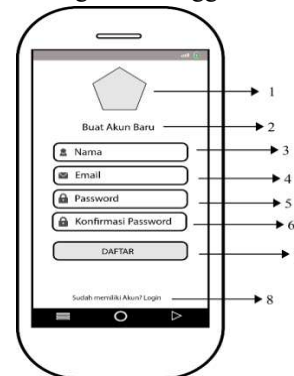 1
Buat Akun Baru 2
Nama 3
Email 4
Password 5
Konfirmasi Password 6
DAFTAR
Sudah memiliki Akun? Login 8